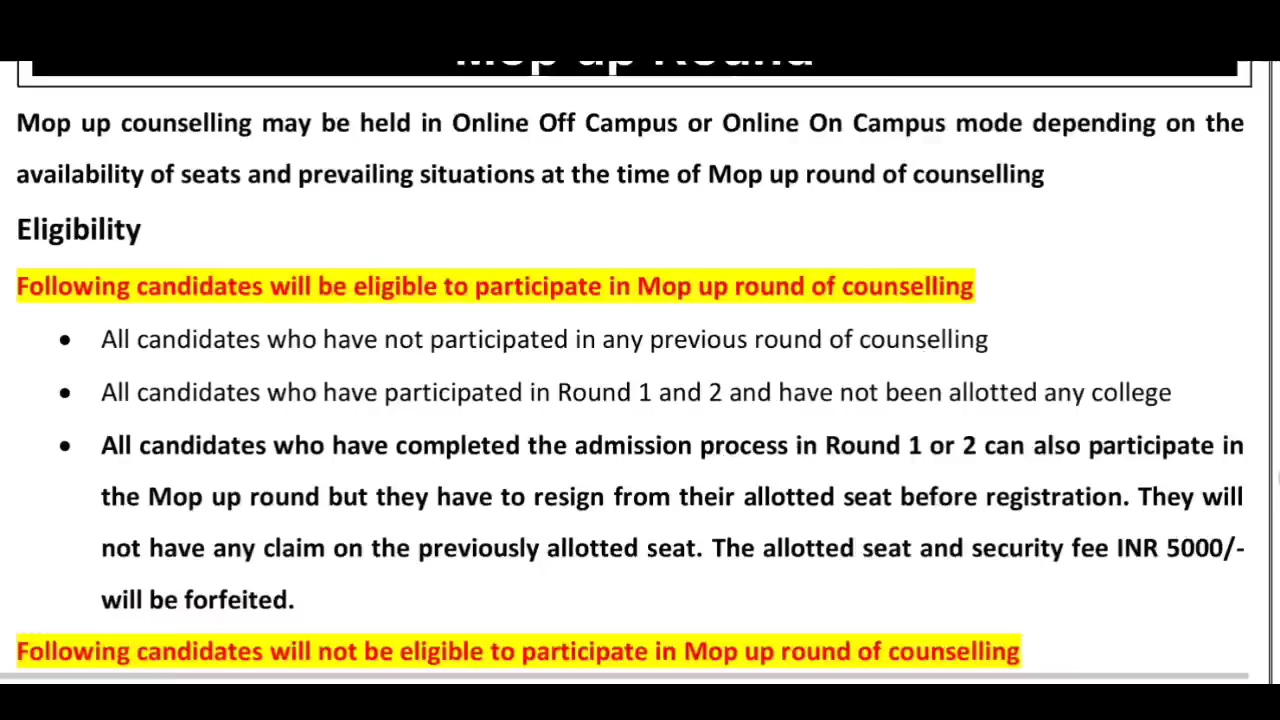 Mop up Round
Mop up counselling may be held in Online Off Campus or Online On Campus mode depending on the
availability of seats and prevailing situations at the time of Mop up round of counselling
Eligibility
Following candidates will be eligible to participate in Mop up round of counselling
• All candidates who have not participated in any previous round of counselling
• All candidates who have participated in Round 1 and 2 and have not been allotted any college
• All candidates who have completed the admission process in Round 1 or 2 can also participate in
the Mop up round but they have to resign from their allotted seat before registration. They will
not have any claim on the previously allotted seat. The allotted seat and security fee INR 5000/-
will be forfeited.
Following candidates will not be eligible to participate in Mop up round of counselling